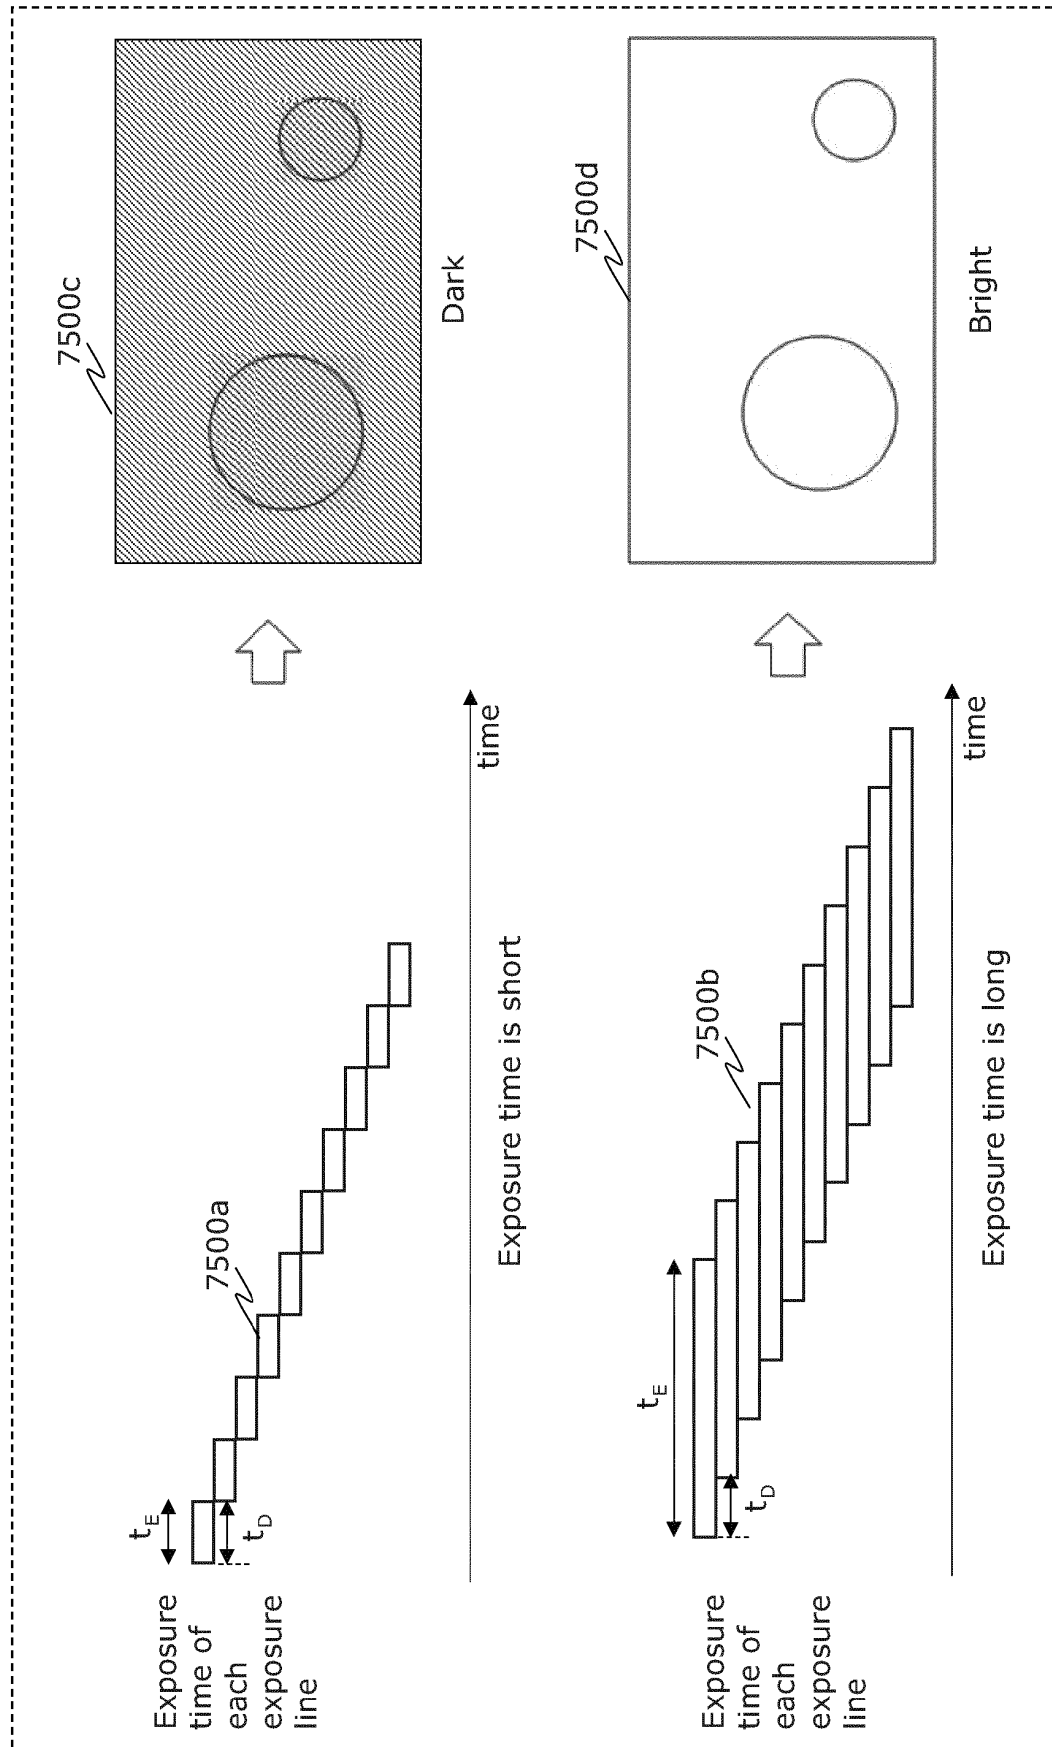 Exposure
time of
each
exposure
line
t_E
t_D
7500a
time
Exposure time is short
7500c
Dark
Exposure
time of
each
exposure
line
t_E
t_D
7500b
time
Exposure time is long
7500d
Bright